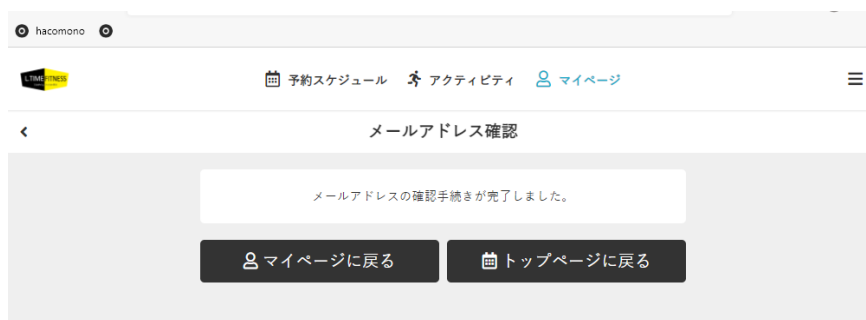 hacomono
L.TIME FITNESS
予約スケジュール アクティビティ マイページ
メールアドレス確認
メールアドレスの確認手続きが完了しました。
マイページに戻る トップページに戻る